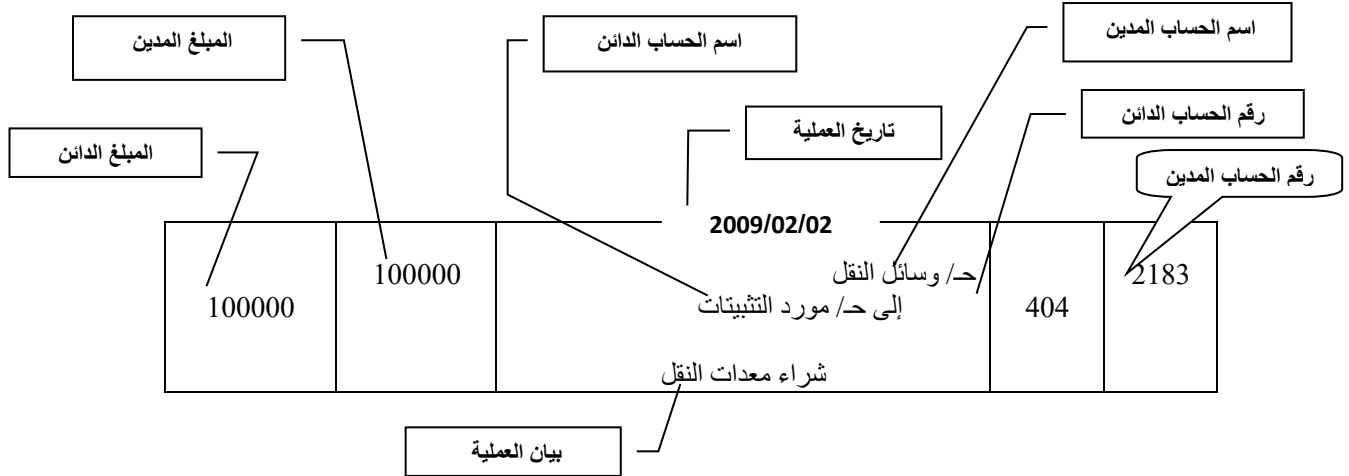 اسم الحساب المدين
اسم الحساب الدائن
المبلغ المدين
رقم الحساب الدائن
تاريخ العملية
المبلغ الدائن
رقم الحساب المدين
2009/02/02
2183 حـ/ وسائل النقل 100000
404 إلى حـ/ مورد التثبيتات 100000
شراء معدات النقل
بيان العملية